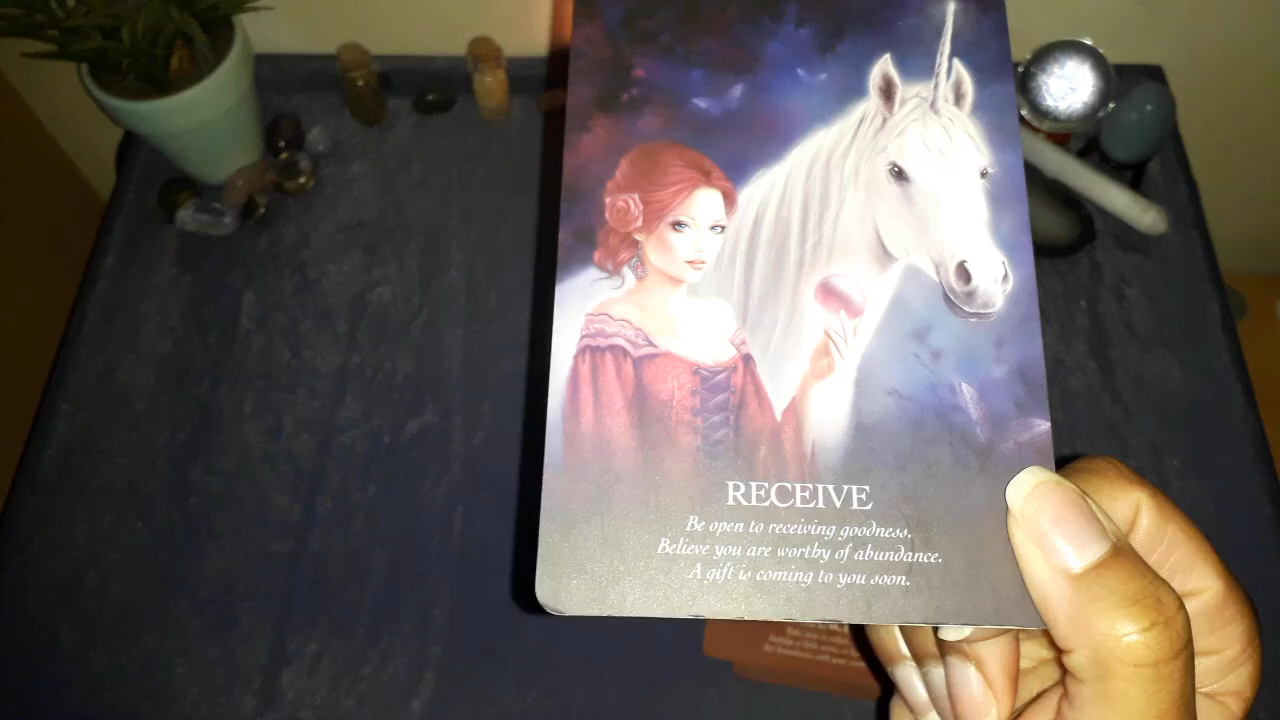 RECEIVE
Be open to receiving goodness.
Believe you are worthy of abundance.
A gift is coming to you soon.